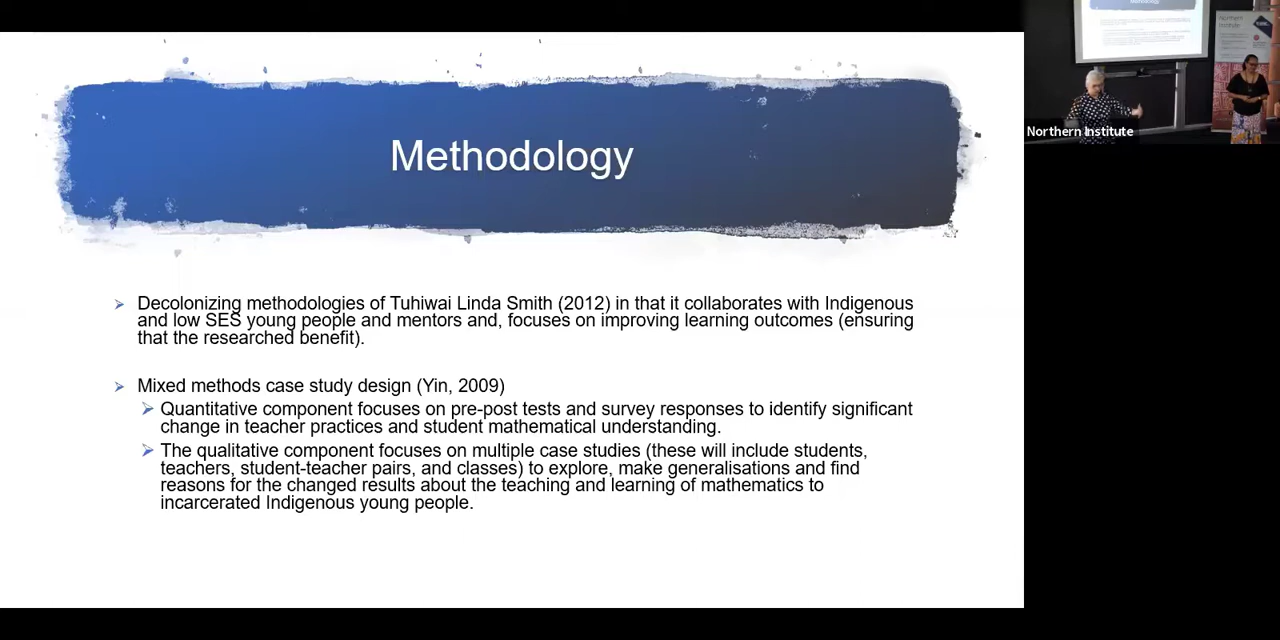 Methodology
Decolonizing methodologies of Tuhiwai Linda Smith (2012) in that it collaborates with Indigenous
and low SES young people and mentors and, focuses on improving learning outcomes (ensuring
that the researched benefit).
Mixed methods case study design (Yin, 2009)
Quantitative component focuses on pre-post tests and survey responses to identify significant
change in teacher practices and student mathematical understanding.
The qualitative component focuses on multiple case studies (these will include students,
teachers, student-teacher pairs, and classes) to explore, make generalisations and find
reasons for the changed results about the teaching and learning of mathematics to
incarcerated Indigenous young people.
Methodology
Northern
Institute
Northern Institute